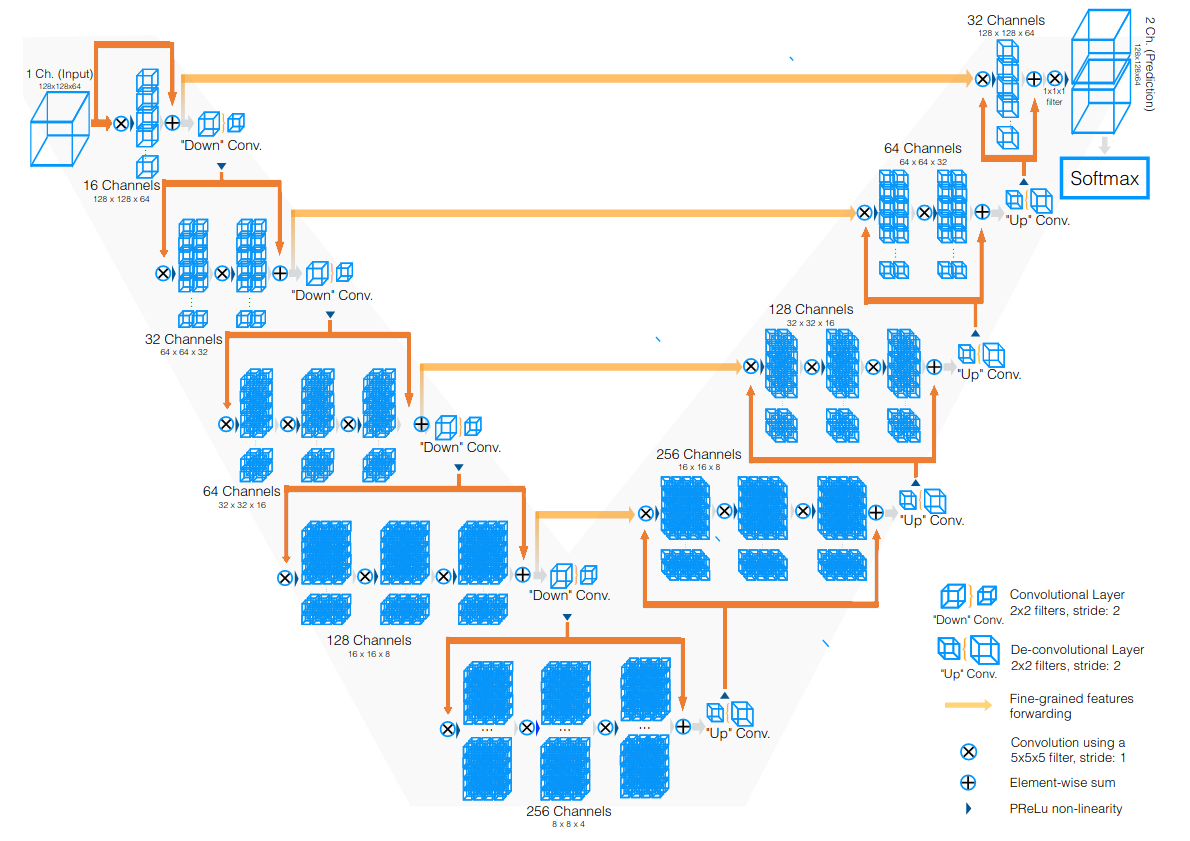 1 Ch. (Input)
128x128x64
"Down" Conv.
16 Channels
128 x 128 x 64
"Down" Conv.
32 Channels
64 x 64 x 32
"Down" Conv.
64 Channels
32 x 32 x 16
"Down" Conv.
128 Channels
16 x 16 x 8
...
...
...
256 Channels
8 x 8 x 4
"Up" Conv.
256 Channels
16 x 16 x 8
"Up" Conv.
128 Channels
32 x 32 x 16
"Up" Conv.
64 Channels
64 x 64 x 32
"Up" Conv.
32 Channels
128 x 128 x 64
1x1x1
filter
2 Ch. (Prediction)
128x128x64
Softmax
"Down" Conv.
Convolutional Layer
2x2 filters, stride: 2
"Up" Conv.
De-convolutional Layer
2x2 filters, stride: 2
Fine-grained features
forwarding
Convolution using a
5x5x5 filter, stride: 1
Element-wise sum
PReLu non-linearity